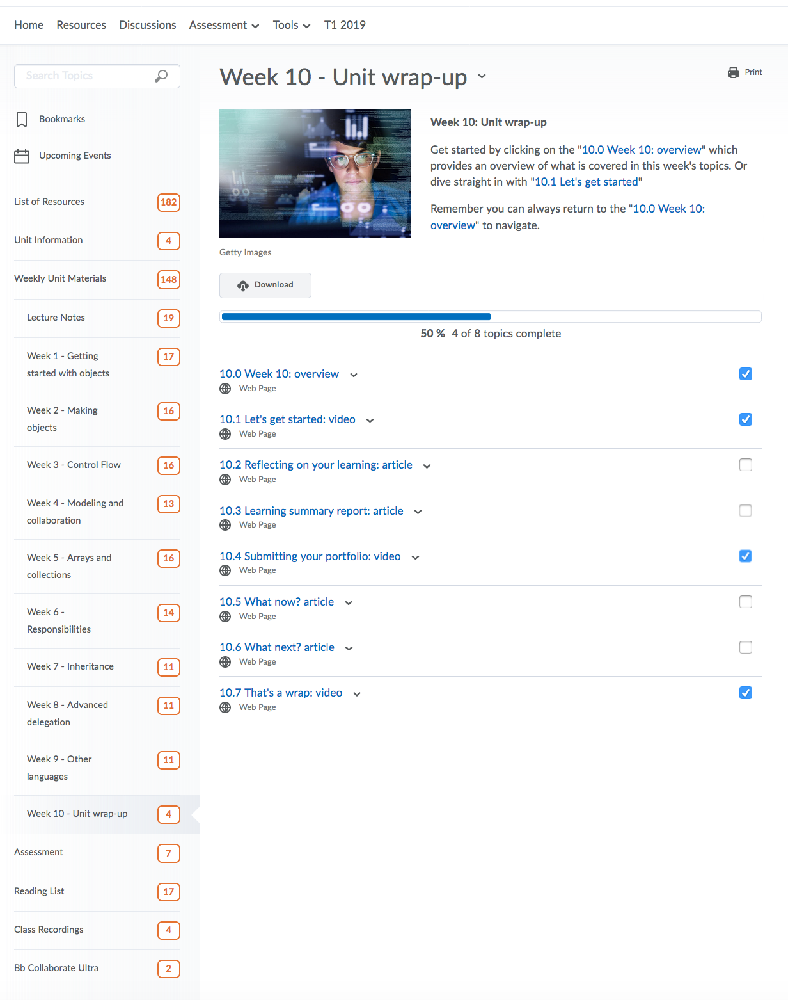 Home Resources Discussions Assessment Tools T1 2019
Search Topics
Bookmarks
Upcoming Events
List of Resources 182
Unit Information 4
Weekly Unit Materials 148
Lecture Notes 19
Week 1 - Getting 17
started with objects
Week 2 - Making 16
objects
Week 3 - Control Flow 16
Week 4 - Modeling and 13
collaboration
Week 5 - Arrays and 16
collections
Week 6 - 14
Responsibilities
Week 7 - Inheritance 11
Week 8 - Advanced 11
delegation
Week 9 - Other 11
languages
Week 10 - Unit wrap-up 4
Assessment 7
Reading List 17
Class Recordings 4
Bb Collaborate Ultra 2
Week 10 - Unit wrap-up
Print
Week 10: Unit wrap-up
Get started by clicking on the "10.0 Week 10: overview" which
provides an overview of what is covered in this week's topics. Or
dive straight in with "10.1 Let's get started"
Remember you can always return to the "10.0 Week 10:
overview" to navigate.
Getty Images
Download
50 % 4 of 8 topics complete
10.0 Week 10: overview
Web Page
10.1 Let's get started: video
Web Page
10.2 Reflecting on your learning: article
Web Page
10.3 Learning summary report: article
Web Page
10.4 Submitting your portfolio: video
Web Page
10.5 What now? article
Web Page
10.6 What next? article
Web Page
10.7 That's a wrap: video
Web Page